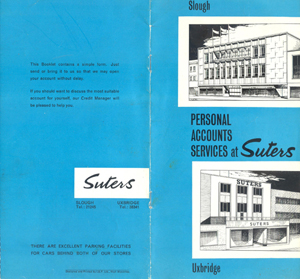 This Booklet contains a simple form. Just
send or bring it to us so that we may open
your account without delay.
If you should want to discuss the most suitable
account for yourself, our Credit Manager will
be pleased to help you.
Suters
SLOUGH
UXBRIDGE
THERE ARE EXCELLENT PARKING FACILITIES
FOR CARS BEHIND BOTH OF OUR STORES
Slough
PERSONAL
ACCOUNTS
SERVICES at Suters
SUTERS
SUTERS
Uxbridge